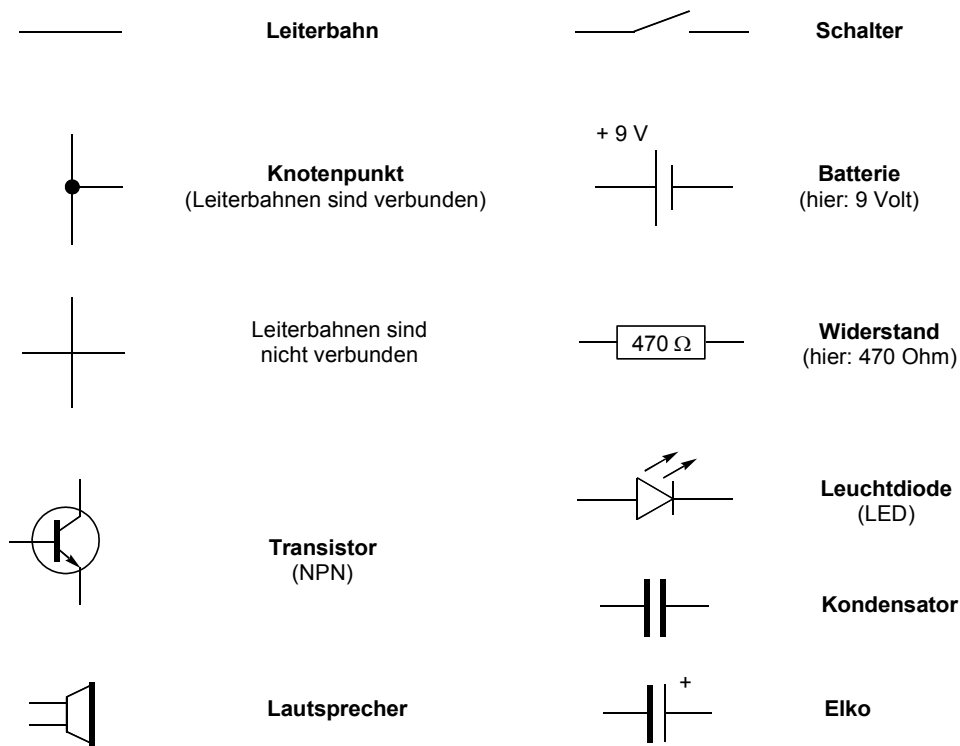 Leiterbahn
Schalter
+ 9 V
Knotenpunkt
(Leiterbahnen sind verbunden)
Batterie
(hier: 9 Volt)
Leiterbahnen sind
nicht verbunden
470 Ω
Widerstand
(hier: 470 Ohm)
Leuchtdiode
(LED)
Transistor
(NPN)
Kondensator
Lautsprecher
+
Elko